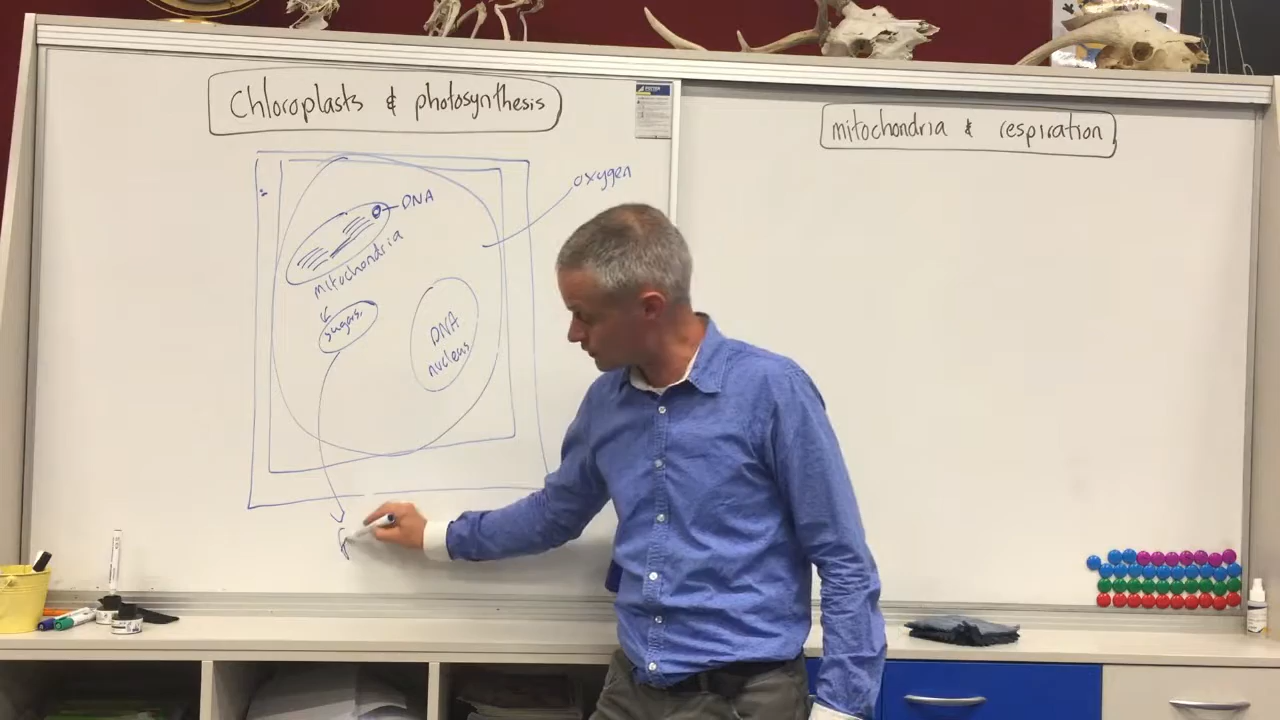 Chloroplasts & photosynthesis
mitochondria & respiration
oxygen
DNA
mitochondria
sugars
DNA
nucleus